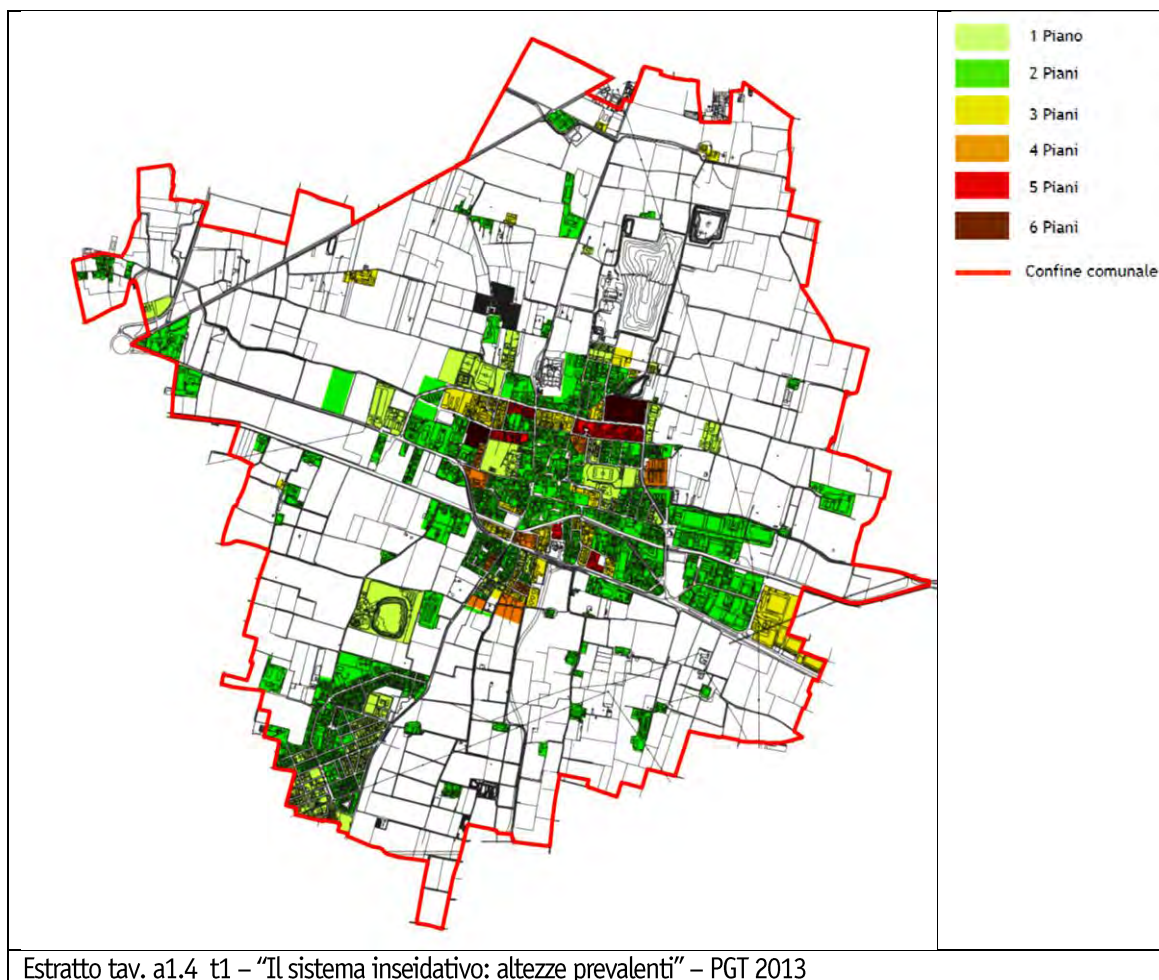 1 Piano
2 Piani
3 Piani
4 Piani
5 Piani
6 Piani
Confine comunale
Estratto tav. a1.4 t1 – “Il sistema inseidativo: altezze prevalenti” – PGT 2013